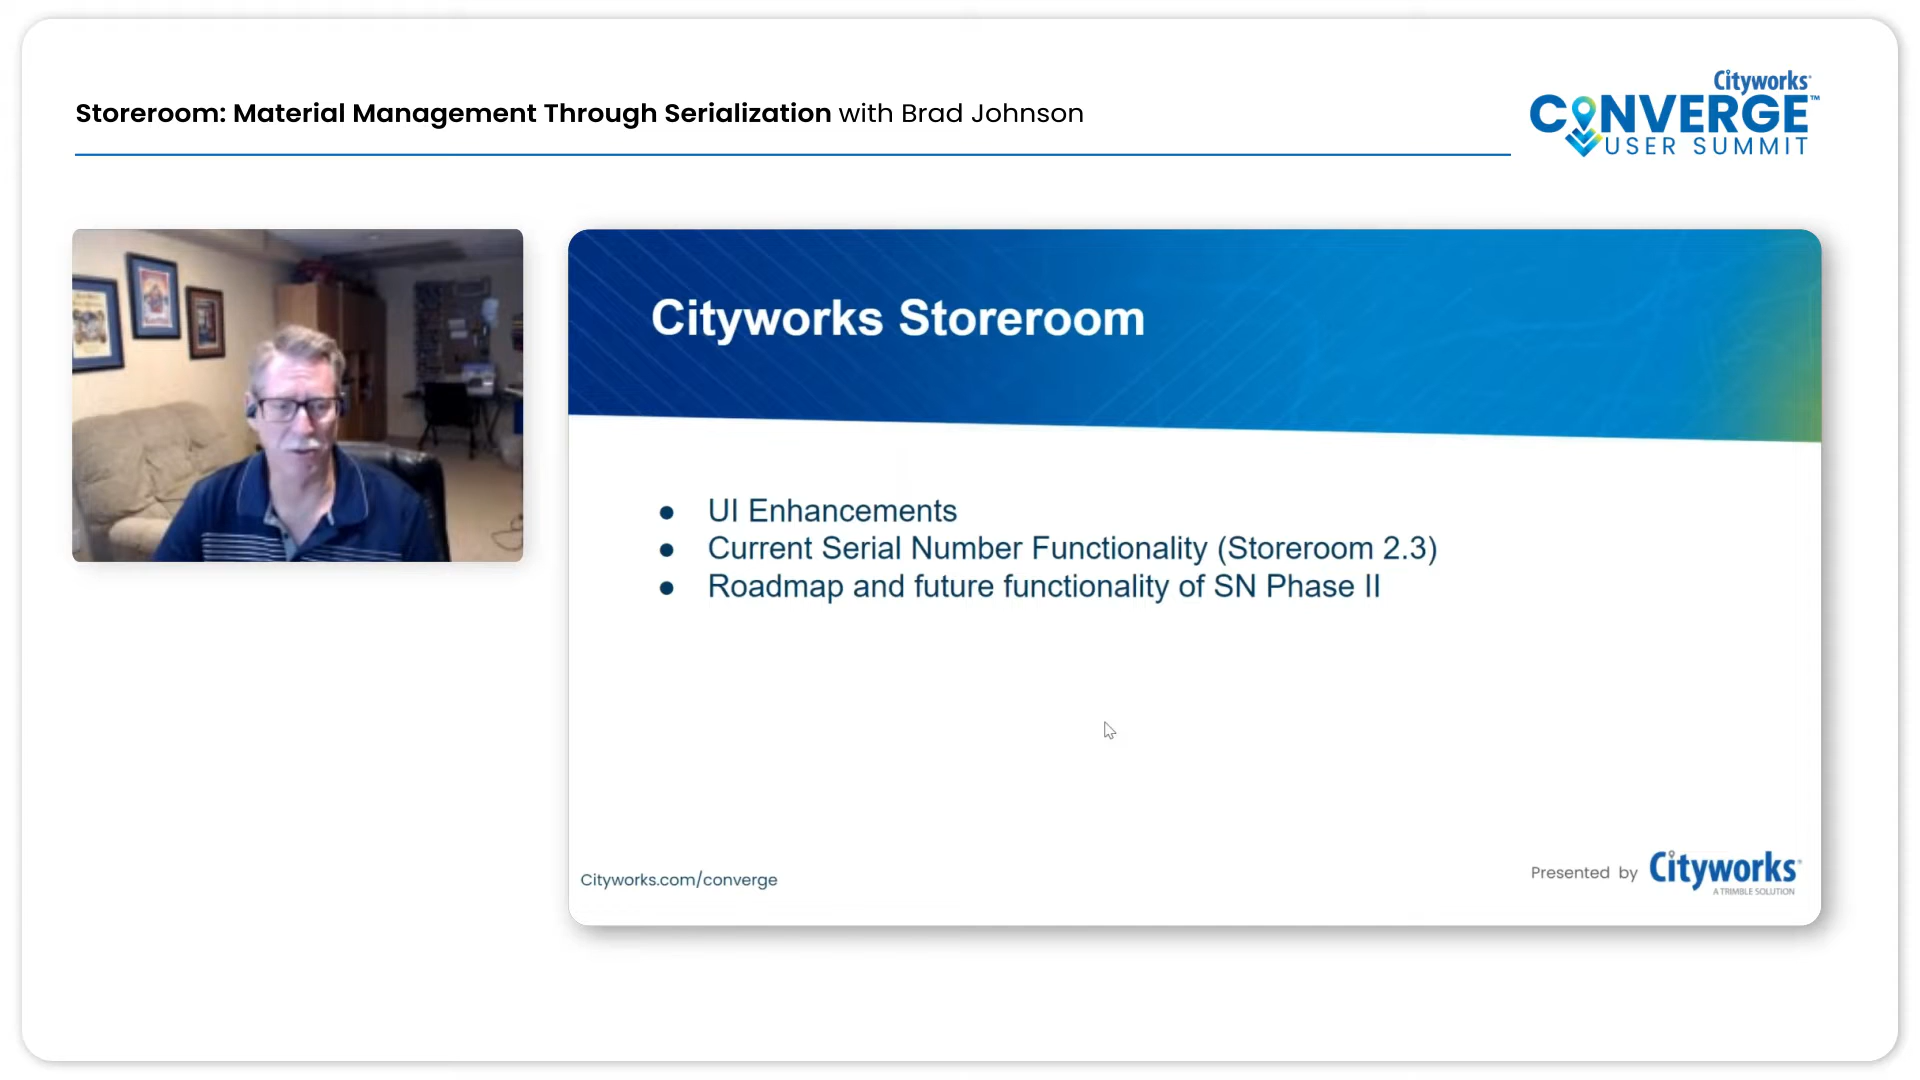 Storeroom: Material Management Through Serialization with Brad Johnson
Cityworks®
CONVERGE™
USER SUMMIT
Cityworks Storeroom
● UI Enhancements
● Current Serial Number Functionality (Storeroom 2.3)
● Roadmap and future functionality of SN Phase II
Cityworks.com/converge
Presented by Cityworks®
A TRIMBLE SOLUTION